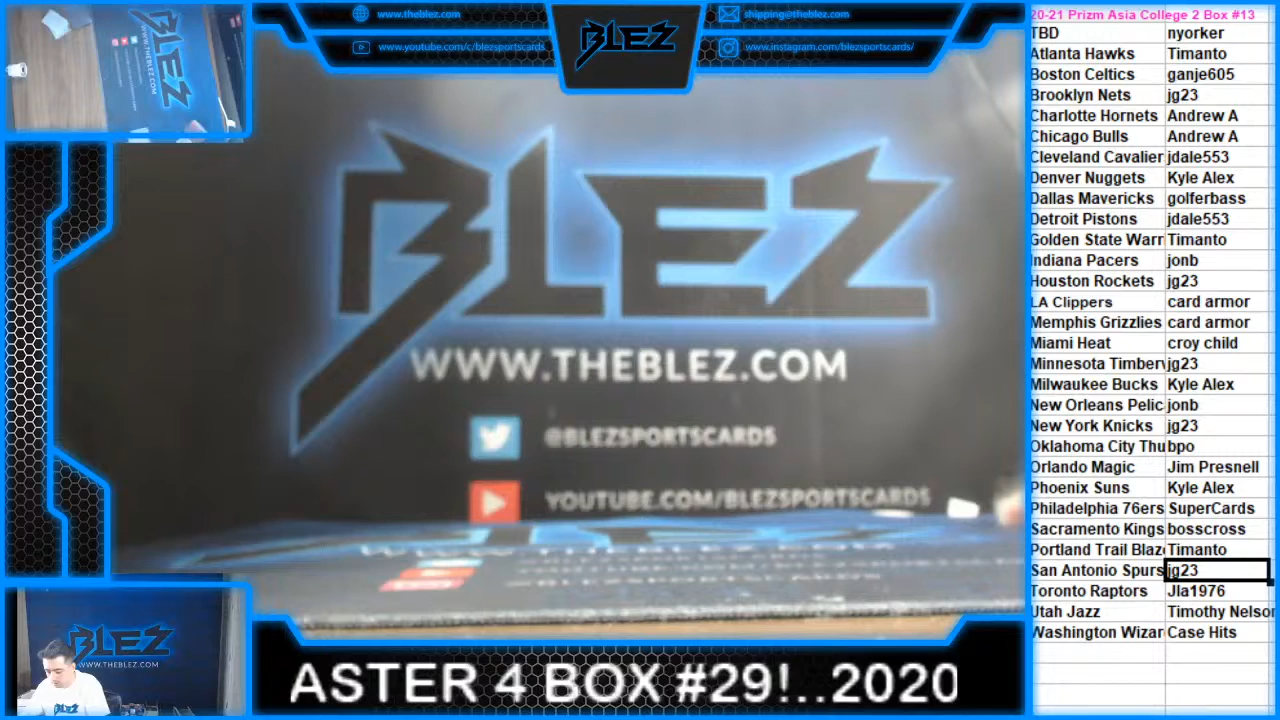 www.theblez.com
www.youtube.com/c/blezsportscards
BLEZ
shipping@theblez.com
www.instagram.com/blezsportscards/
BLEZ
WWW.THEBLEZ.COM
@BLEZSPORTSCARDS
YOUTUBE.COM/BLEZSPORTSCARDS
BLEZ
WWW.THEBLEZ.COM
ASTER 4 BOX #29!..2020
20-21 Prizm Asia College 2 Box #13
TBD nyorker
Atlanta Hawks Timanto
Boston Celtics ganje605
Brooklyn Nets jg23
Charlotte Hornets Andrew A
Chicago Bulls Andrew A
Cleveland Cavalier jdale553
Denver Nuggets Kyle Alex
Dallas Mavericks golferbass
Detroit Pistons jdale553
Golden State Warr Timanto
Indiana Pacers jonb
Houston Rockets jg23
LA Clippers card armor
Memphis Grizzlies card armor
Miami Heat croy child
Minnesota Timberv jg23
Milwaukee Bucks Kyle Alex
New Orleans Pelic jonb
New York Knicks jg23
Oklahoma City Thu bpo
Orlando Magic Jim Presnell
Phoenix Suns Kyle Alex
Philadelphia 76ers SuperCards
Sacramento Kings bosscross
Portland Trail Blaz Timanto
San Antonio Spurs jg23
Toronto Raptors Jla1976
Utah Jazz Timothy Nelson
Washington Wizar Case Hits